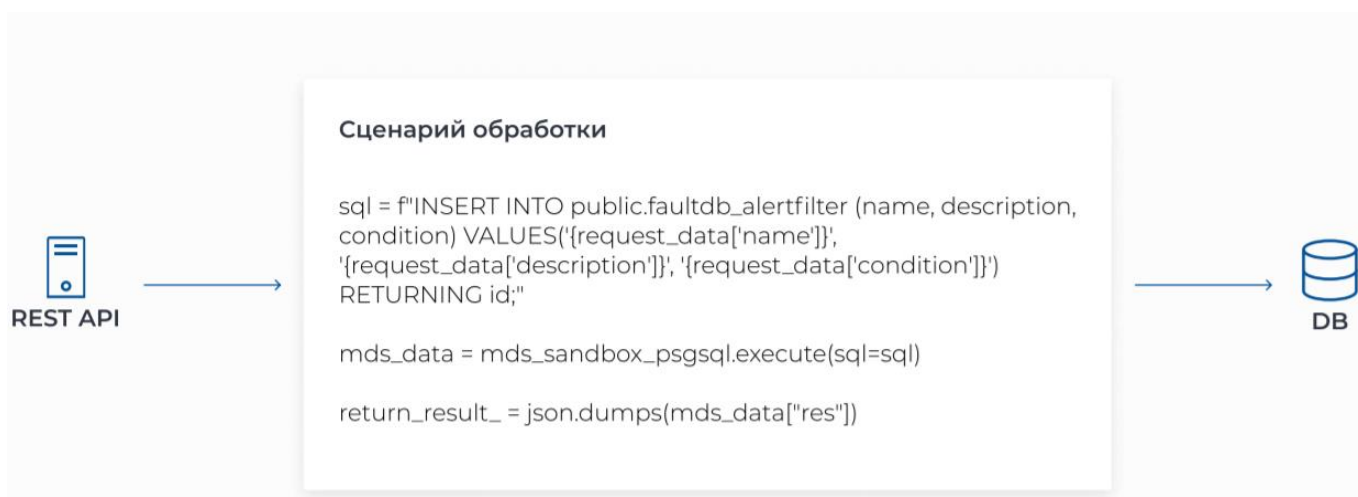 Сценарий обработки
sql = f"INSERT INTO public.faultdb_alertfilter (name, description,
condition) VALUES('{request_data['name']}',
'{request_data['description']}', '{request_data['condition']}')
RETURNING id;"
mds_data = mds_sandbox_psgsql.execute(sql=sql)
return_result_ = json.dumps(mds_data["res"])
REST API
DB